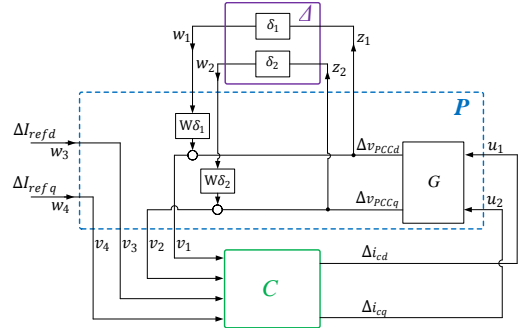 w₁ δ₁ Δ z₁
w₂ δ₂ z₂
P
Wδ₁
ΔI_refd
w₃
Δv_PCCd u₁
Wδ₂ G
ΔI_refq
w₄
Δv_PCCq u₂
v₄ v₃ v₂ v₁
Δi_cd
C
Δi_cq